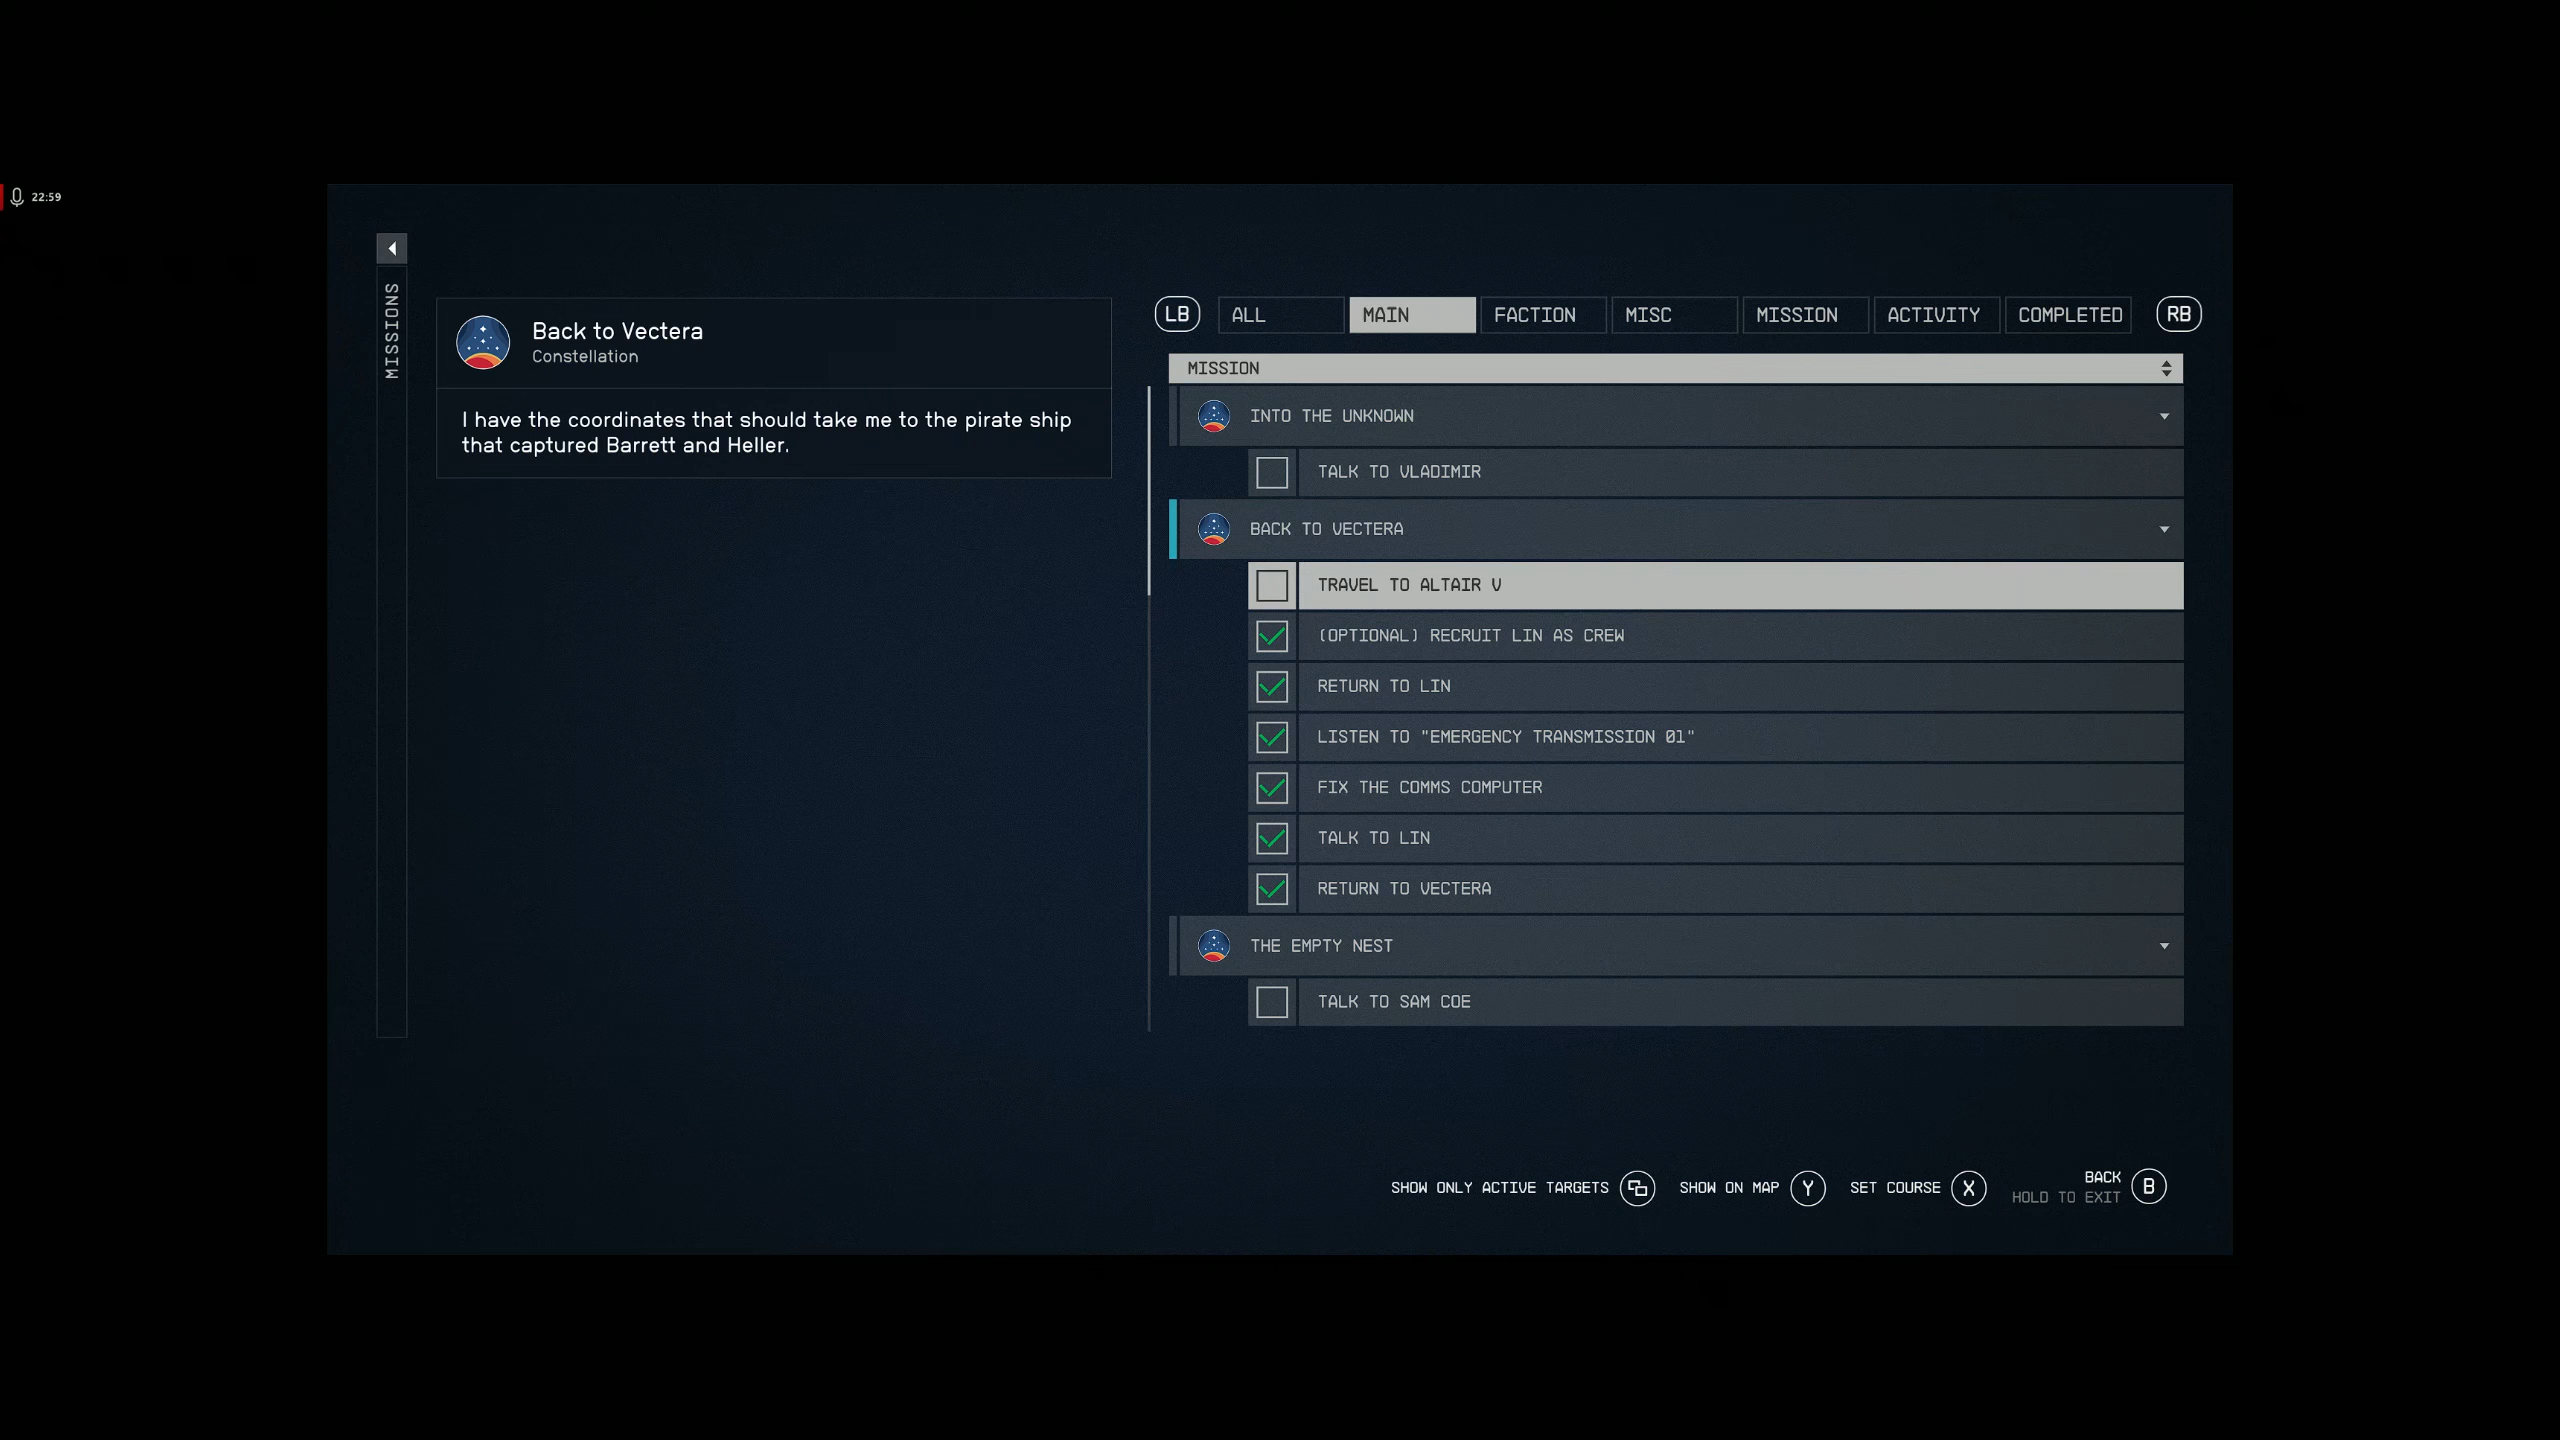 22:59
MISSIONS
Back to Vectera
Constellation
I have the coordinates that should take me to the pirate ship
that captured Barrett and Heller.
LB ALL MAIN FACTION MISC MISSION ACTIVITY COMPLETED RB
MISSION
INTO THE UNKNOWN
TALK TO VLADIMIR
BACK TO VECTERA
TRAVEL TO ALTAIR V
(OPTIONAL) RECRUIT LIN AS CREW
RETURN TO LIN
LISTEN TO "EMERGENCY TRANSMISSION 01"
FIX THE COMMS COMPUTER
TALK TO LIN
RETURN TO VECTERA
THE EMPTY NEST
TALK TO SAM COE
SHOW ONLY ACTIVE TARGETS SHOW ON MAP Y SET COURSE X BACK B
HOLD TO EXIT